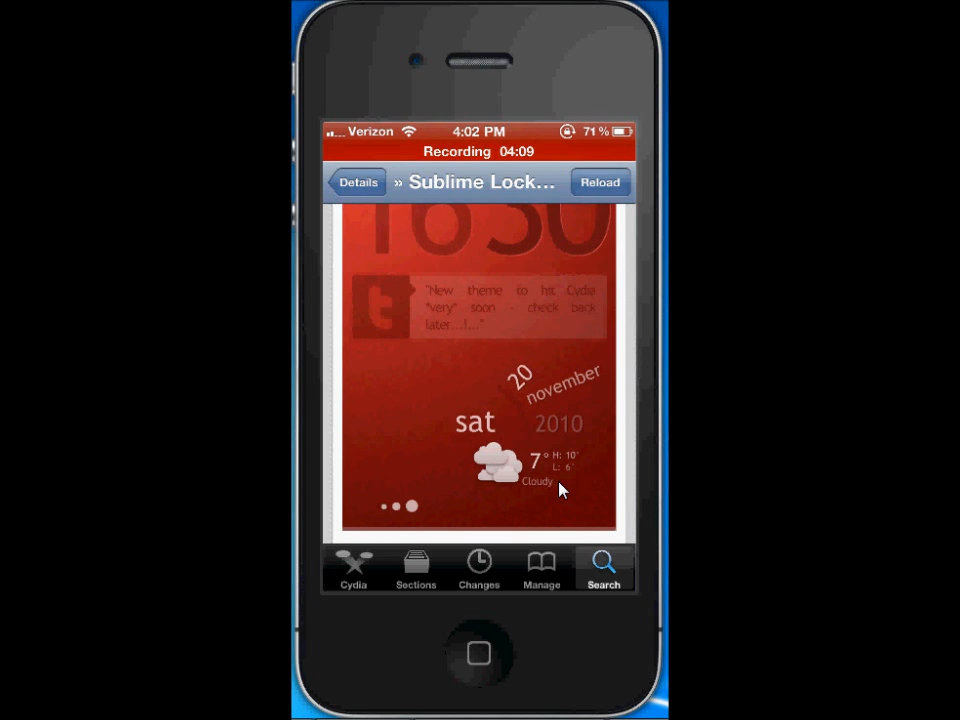 Verizon 4:02 PM 71%
Recording 04:09
Details » Sublime Lock... Reload
1630
t "New theme to hit Cydia
*very* soon - check back
later...!..."
20
november
sat 2010
7° H: 10°
L: 6°
Cloudy
Cydia Sections Changes Manage Search